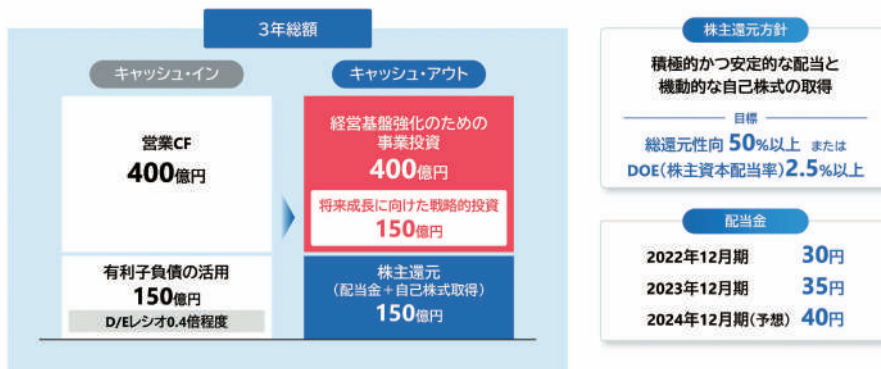 3年総額
キャッシュ・イン
キャッシュ・アウト
営業CF
400億円
経営基盤強化のための
事業投資
400億円
将来成長に向けた戦略的投資
150億円
有利子負債の活用
150億円
D/Eレシオ0.4倍程度
株主還元
（配当金＋自己株式取得）
150億円
株主還元方針
積極的かつ安定的な配当と
機動的な自己株式の取得
目標
総還元性向 50%以上 または
DOE（株主資本配当率）2.5%以上
配当金
2022年12月期 30円
2023年12月期 35円
2024年12月期（予想） 40円